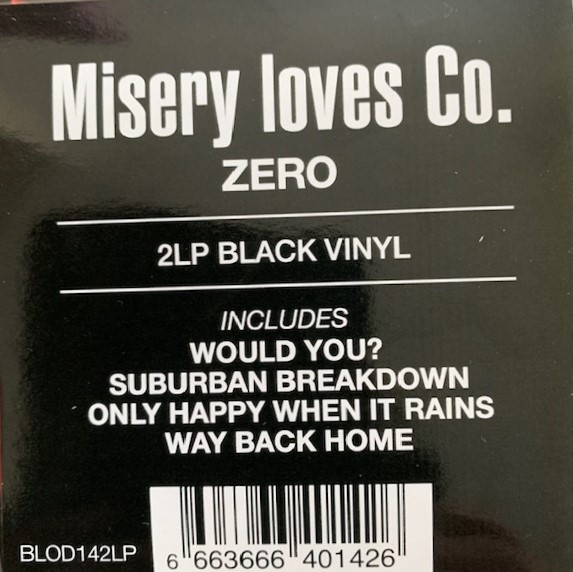 Misery loves Co.
ZERO
2LP BLACK VINYL
INCLUDES
WOULD YOU?
SUBURBAN BREAKDOWN
ONLY HAPPY WHEN IT RAINS
WAY BACK HOME
BLOD142LP
6 663666 401426